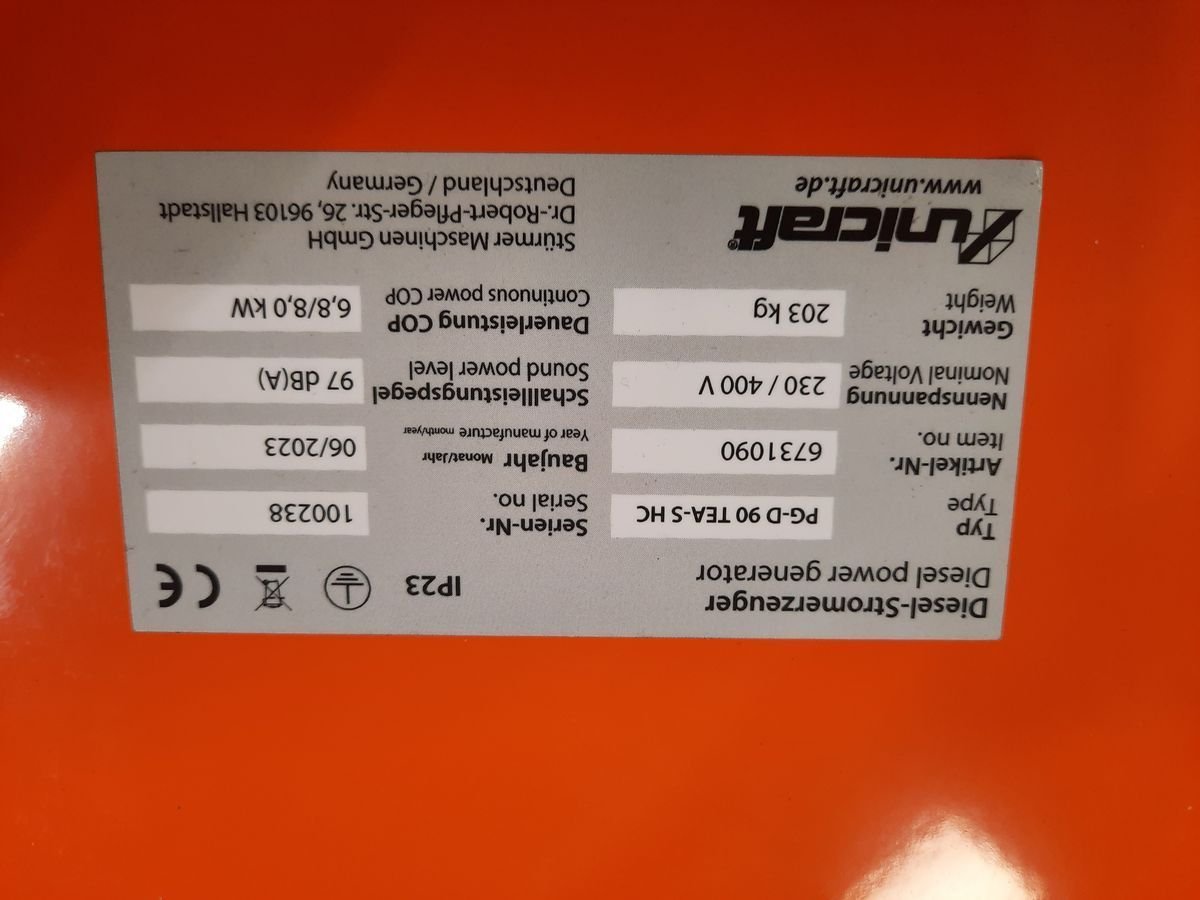 Diesel-Stromerzeuger
Diesel power generator
IP23
CE
Typ
Type
PG-D 90 TEA-S HC
Serien-Nr.
Serial no.
100238
Artikel-Nr.
Item no.
6731090
Baujahr Monat/Jahr
Year of manufacture month/year
06/2023
Nennspannung
Nominal Voltage
230 / 400 V
Schallleistungspegel
Sound power level
97 dB(A)
Gewicht
Weight
203 kg
Dauerleistung COP
Continuous power COP
6,8/8,0 kW
unicraft®
www.unicraft.de
Stürmer Maschinen GmbH
Dr.-Robert-Pfleger-Str. 26, 96103 Hallstadt
Deutschland / Germany